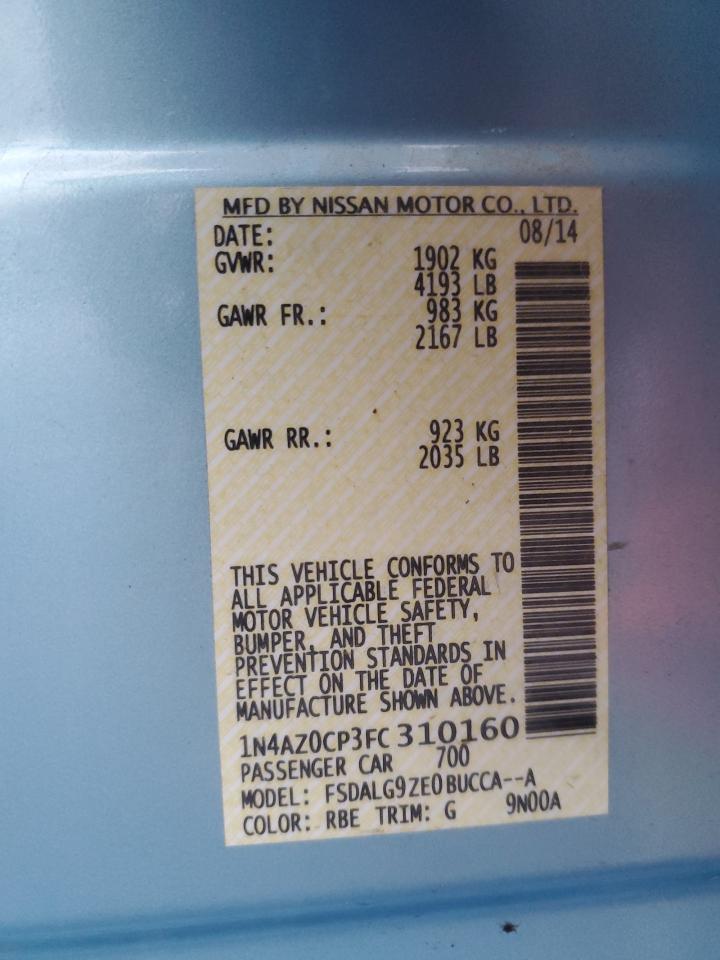 MFD BY NISSAN MOTOR CO., LTD.
DATE: 08/14
GVWR: 1902 KG
4193 LB
GAWR FR.: 983 KG
2167 LB
GAWR RR.: 923 KG
2035 LB
THIS VEHICLE CONFORMS TO
ALL APPLICABLE FEDERAL
MOTOR VEHICLE SAFETY,
BUMPER, AND THEFT
PREVENTION STANDARDS IN
EFFECT ON THE DATE OF
MANUFACTURE SHOWN ABOVE.
1N4AZ0CP3FC 310160
PASSENGER CAR 700
MODEL: FSDALG9ZE0BUCCA--A
COLOR: RBE TRIM: G 9N00A